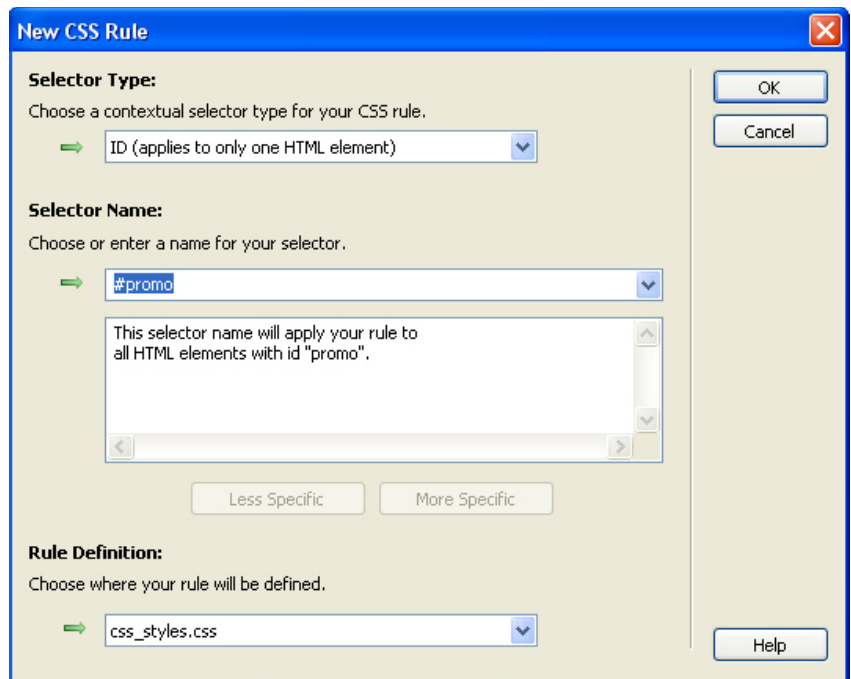 New CSS Rule
Selector Type:
Choose a contextual selector type for your CSS rule.
ID (applies to only one HTML element)
OK
Cancel
Selector Name:
Choose or enter a name for your selector.
#promo
This selector name will apply your rule to
all HTML elements with id "promo".
Less Specific
More Specific
Rule Definition:
Choose where your rule will be defined.
css_styles.css
Help